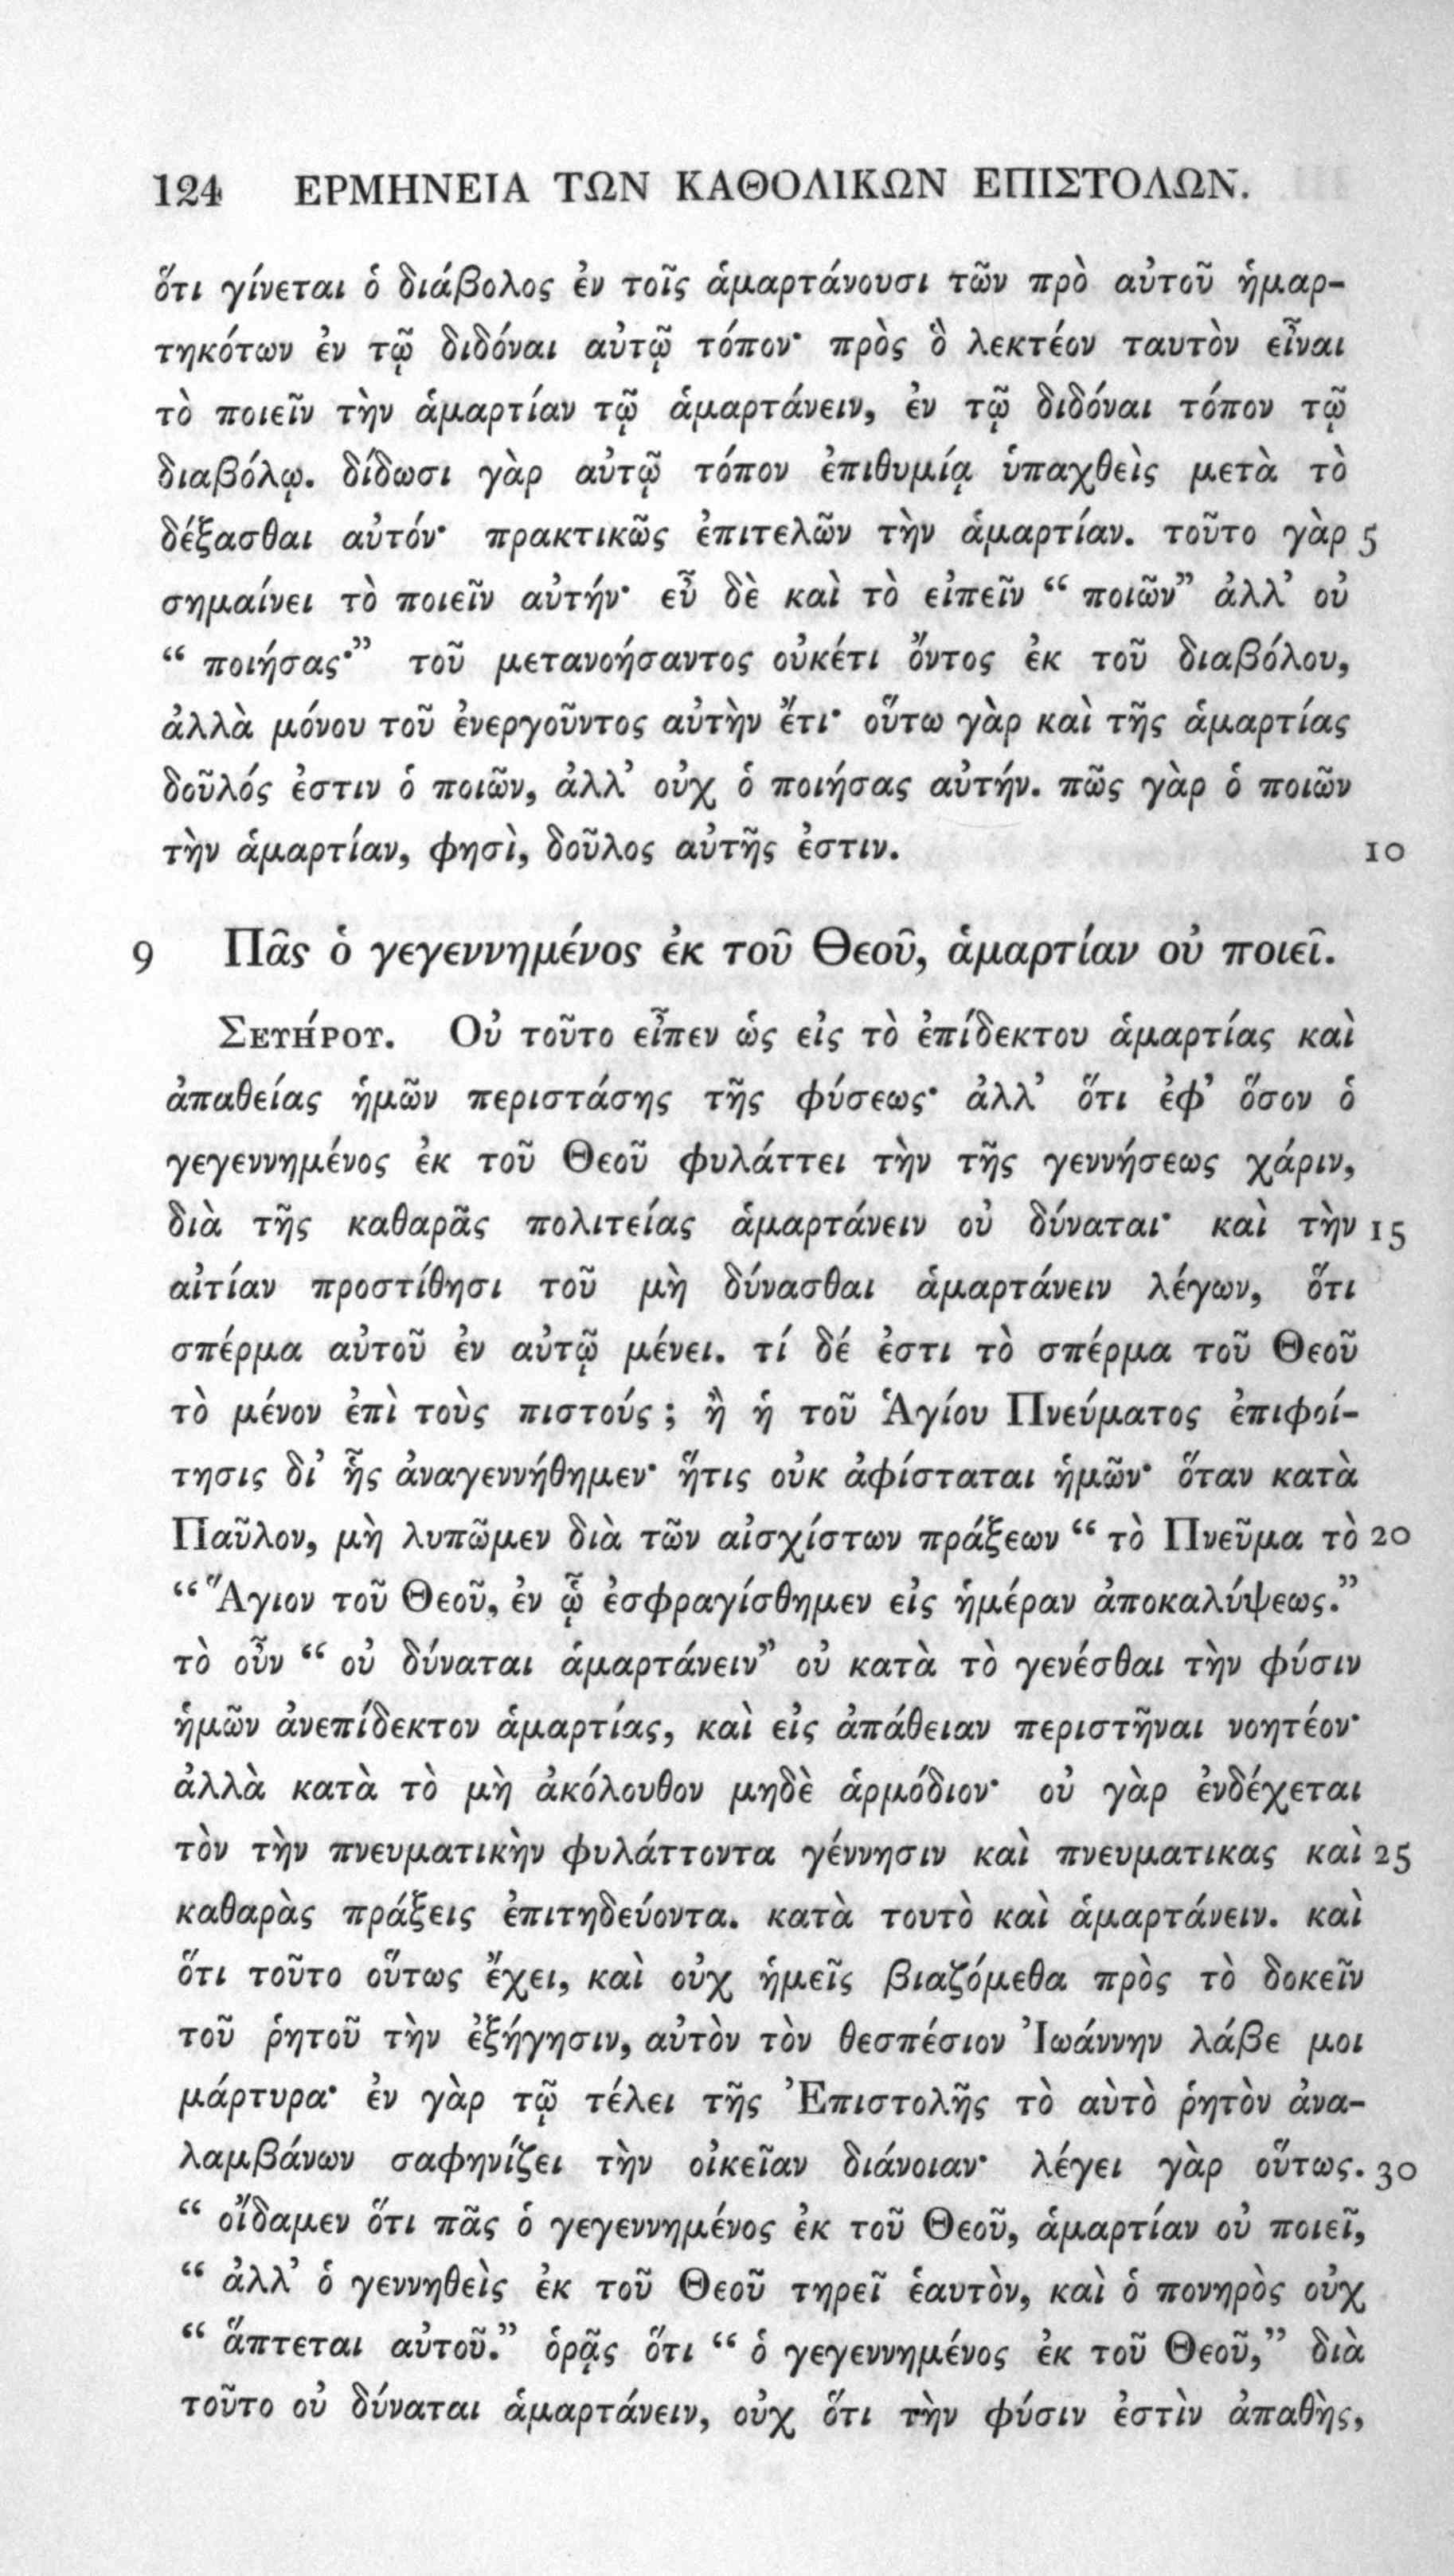 124 ΕΡΜΗΝΕΙΑ ΤΩΝ ΚΑΘΟΛΙΚΩΝ ΕΠΙΣΤΟΛΩΝ.
ὅτι γίνεται ὁ διάβολος ἐν τοῖς ἁμαρτάνουσι τῶν πρὸ αὐτοῦ ἡμαρ-
τηκότων ἐν τῷ διδόναι αὐτῷ τόπον· πρὸς ὃ λεκτέον ταυτὸν εἶναι
τὸ ποιεῖν τὴν ἁμαρτίαν τῷ ἁμαρτάνειν, ἐν τῷ διδόναι τόπον τῷ
διαβόλῳ. δίδωσι γὰρ αὐτῷ τόπον ἐπιθυμίᾳ ὑπαχθεὶς μετὰ τὸ
δέξασθαι αὐτόν· πρακτικῶς ἐπιτελῶν τὴν ἁμαρτίαν. τοῦτο γὰρ 5
σημαίνει τὸ ποιεῖν αὐτήν· εὖ δὲ καὶ τὸ εἰπεῖν “ ποιῶν” ἀλλ’ οὐ
“ ποιήσας·” τοῦ μετανοήσαντος οὐκέτι ὄντος ἐκ τοῦ διαβόλου,
ἀλλὰ μόνου τοῦ ἐνεργοῦντος αὐτὴν ἔτι· οὕτω γὰρ καὶ τῆς ἁμαρτίας
δοῦλός ἐστιν ὁ ποιῶν, ἀλλ’ οὐχ ὁ ποιήσας αὐτήν. πῶς γὰρ ὁ ποιῶν
τὴν ἁμαρτίαν, φησὶ, δοῦλος αὐτῆς ἐστιν. 10
9 Πᾶς ὁ γεγεννημένος ἐκ τοῦ Θεοῦ, ἁμαρτίαν οὐ ποιεῖ.
ΣΕΥΉΡΟΥ. Οὐ τοῦτο εἶπεν ὡς εἰς τὸ ἐπίδεκτου ἁμαρτίας καὶ
ἀπαθείας ἡμῶν περιστάσης τῆς φύσεως· ἀλλ’ ὅτι ἐφ’ ὅσον ὁ
γεγεννημένος ἐκ τοῦ Θεοῦ φυλάττει τὴν τῆς γεννήσεως χάριν,
διὰ τῆς καθαρᾶς πολιτείας ἁμαρτάνειν οὐ δύναται· καὶ τὴν 15
αἰτίαν προστίθησι τοῦ μὴ δύνασθαι ἁμαρτάνειν λέγων, ὅτι
σπέρμα αὐτοῦ ἐν αὐτῷ μένει. τί δέ ἐστι τὸ σπέρμα τοῦ Θεοῦ
τὸ μένον ἐπὶ τοὺς πιστούς ; ἢ ἡ τοῦ Ἁγίου Πνεύματος ἐπιφοί-
τησις δι’ ἧς ἀναγεννήθημεν· ἥτις οὐκ ἀφίσταται ἡμῶν· ὅταν κατὰ
Παῦλον, μὴ λυπῶμεν διὰ τῶν αἰσχίστων πράξεων “ τὸ Πνεῦμα τὸ 20
“ Ἅγιον τοῦ Θεοῦ, ἐν ᾧ ἐσφραγίσθημεν εἰς ἡμέραν ἀποκαλύψεως.”
τὸ οὖν “ οὐ δύναται ἁμαρτάνειν” οὐ κατὰ τὸ γενέσθαι τὴν φύσιν
ἡμῶν ἀνεπίδεκτον ἁμαρτίας, καὶ εἰς ἀπάθειαν περιστῆναι νοητέον·
ἀλλὰ κατὰ τὸ μὴ ἀκόλουθον μηδὲ ἁρμόδιον· οὐ γὰρ ἐνδέχεται
τὸν τὴν πνευματικὴν φυλάττοντα γέννησιν καὶ πνευματικας καὶ 25
καθαρὰς πράξεις ἐπιτηδεύοντα. κατὰ τουτὸ καὶ ἁμαρτάνειν. καὶ
ὅτι τοῦτο οὕτως ἔχει, καὶ οὐχ ἡμεῖς βιαζόμεθα πρὸς τὸ δοκεῖν
τοῦ ῥητοῦ τὴν ἐξήγησιν, αὐτὸν τὸν θεσπέσιον Ἰωάννην λάβε μοι
μάρτυρα· ἐν γὰρ τῷ τέλει τῆς Ἐπιστολῆς τὸ αὐτὸ ῥητὸν ἀνα-
λαμβάνων σαφηνίζει τὴν οἰκεῖαν διάνοιαν· λέγει γὰρ οὕτως. 30
“ οἴδαμεν ὅτι πᾶς ὁ γεγεννημένος ἐκ τοῦ Θεοῦ, ἁμαρτίαν οὐ ποιεῖ,
“ ἀλλ’ ὁ γεννηθεὶς ἐκ τοῦ Θεοῦ τηρεῖ ἑαυτὸν, καὶ ὁ πονηρὸς οὐχ
“ ἅπτεται αὐτοῦ.” ὁρᾷς ὅτι “ ὁ γεγεννημένος ἐκ τοῦ Θεοῦ,” διὰ
τοῦτο οὐ δύναται ἁμαρτάνειν, οὐχ ὅτι τὴν φύσιν ἐστὶν ἀπαθὴς,